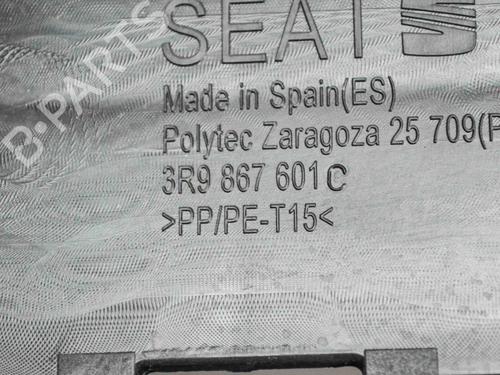 SEAT
Made in Spain(ES)
Polytec Zaragoza 25 709(P
3R9 867 601 C
>PP/PE-T15<
B-PARTS